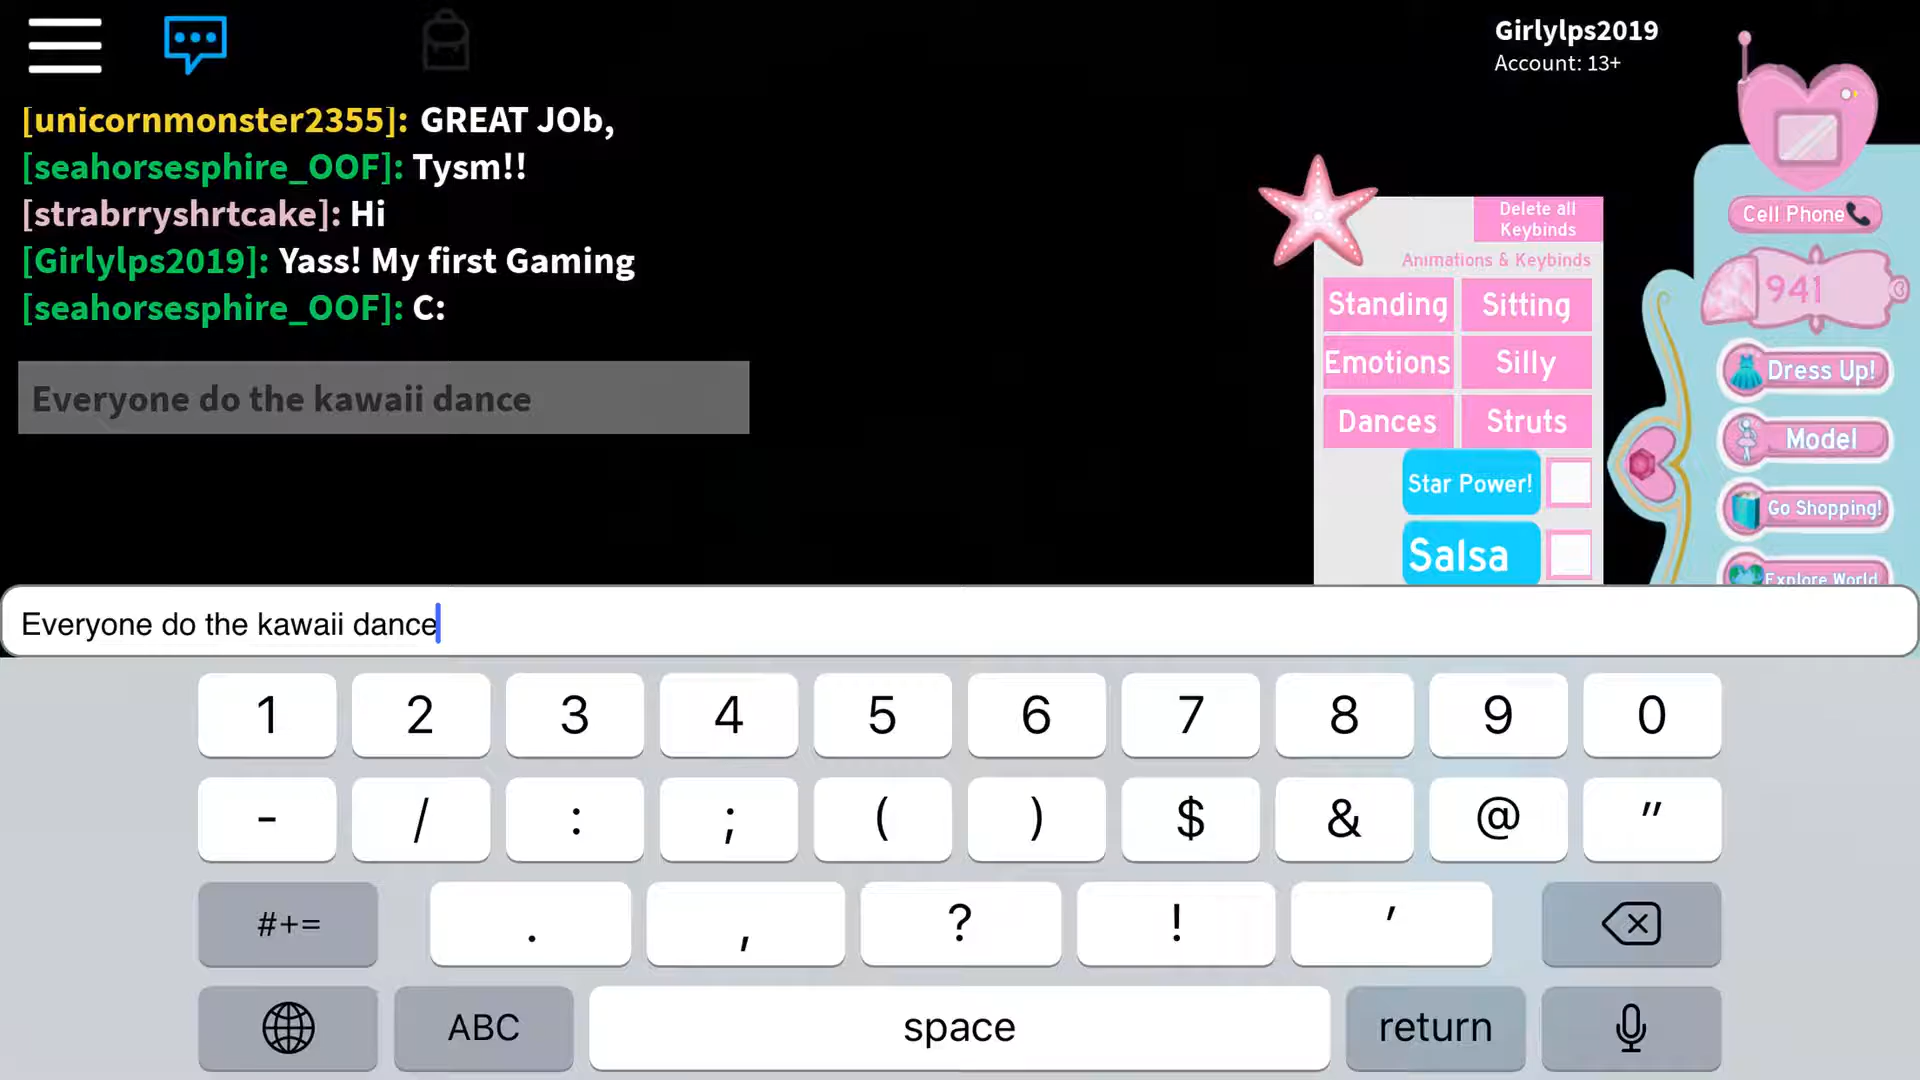 Girlylps2019
Account: 13+
[unicornmonster2355]: GREAT JOb,
[seahorsesphire_OOF]: Tysm!!
[strabrryshrtcake]: Hi
[Girlylps2019]: Yass! My first Gaming
[seahorsesphire_OOF]: C:
Everyone do the kawaii dance
Delete all
Keybinds
Animations & Keybinds
Standing
Sitting
Emotions
Silly
Dances
Struts
Star Power!
Salsa
Cell Phone
941
Dress Up!
Model
Go Shopping!
Explore World
Everyone do the kawaii dance
1 2 3 4 5 6 7 8 9 0
- / : ; ( ) $ & @ "
#+= . , ? ! '
ABC space return